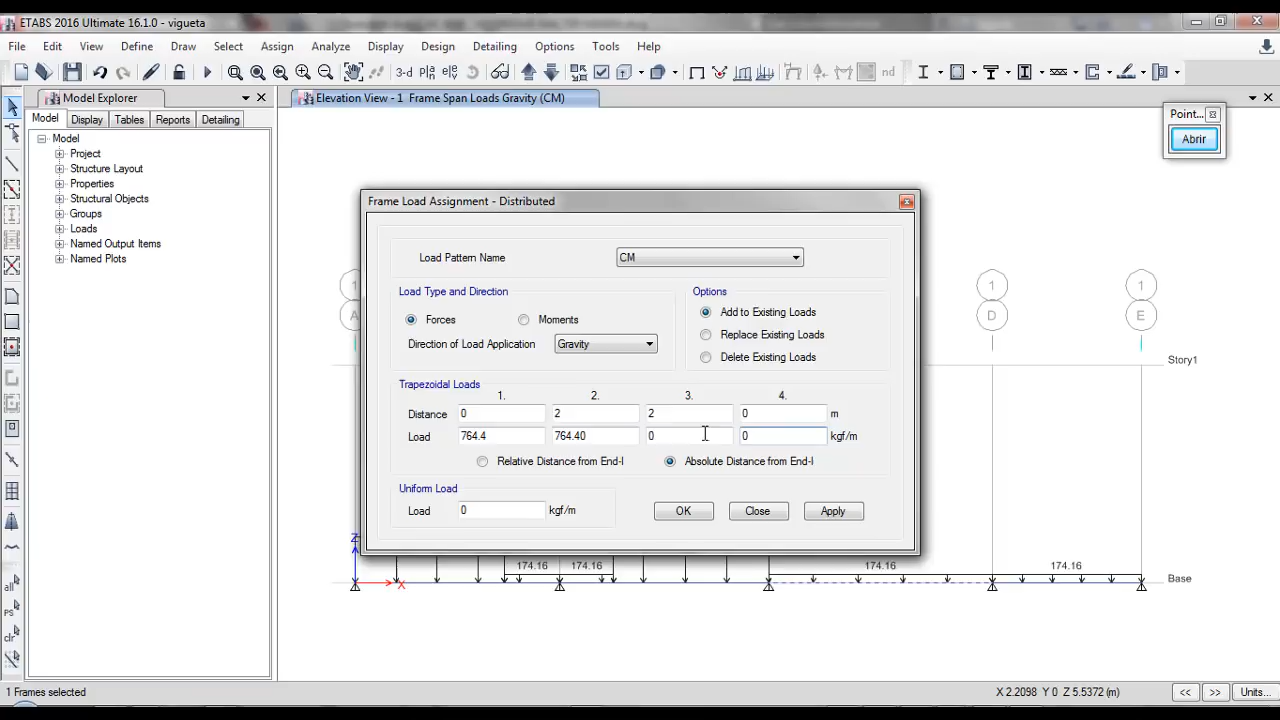 ETABS 2016 Ultimate 16.1.0 - vigueta
File Edit View Define Draw Select Assign Analyze Display Design Detailing Options Tools Help
3-d
nd
Model Explorer
Elevation View - 1 Frame Span Loads Gravity (CM)
Model Display Tables Reports Detailing
Point...
Abrir
Model
Project
Structure Layout
Properties
Structural Objects
Groups
Loads
Named Output Items
Named Plots
all
PS
clr
Frame Load Assignment - Distributed
Load Pattern Name CM
Load Type and Direction
Forces Moments
Direction of Load Application Gravity
Options
Add to Existing Loads
Replace Existing Loads
Delete Existing Loads
Trapezoidal Loads
1. 2. 3. 4.
Distance 0 2 2 0 m
Load 764.4 764.40 0 0 kgf/m
Relative Distance from End-I Absolute Distance from End-I
Uniform Load
Load 0 kgf/m
OK Close Apply
1 1 1
A D E
Story1
Z
X
174.16 174.16 174.16 174.16
Base
1 Frames selected
X 2.2098 Y 0 Z 5.5372 (m)
<< >> Units...